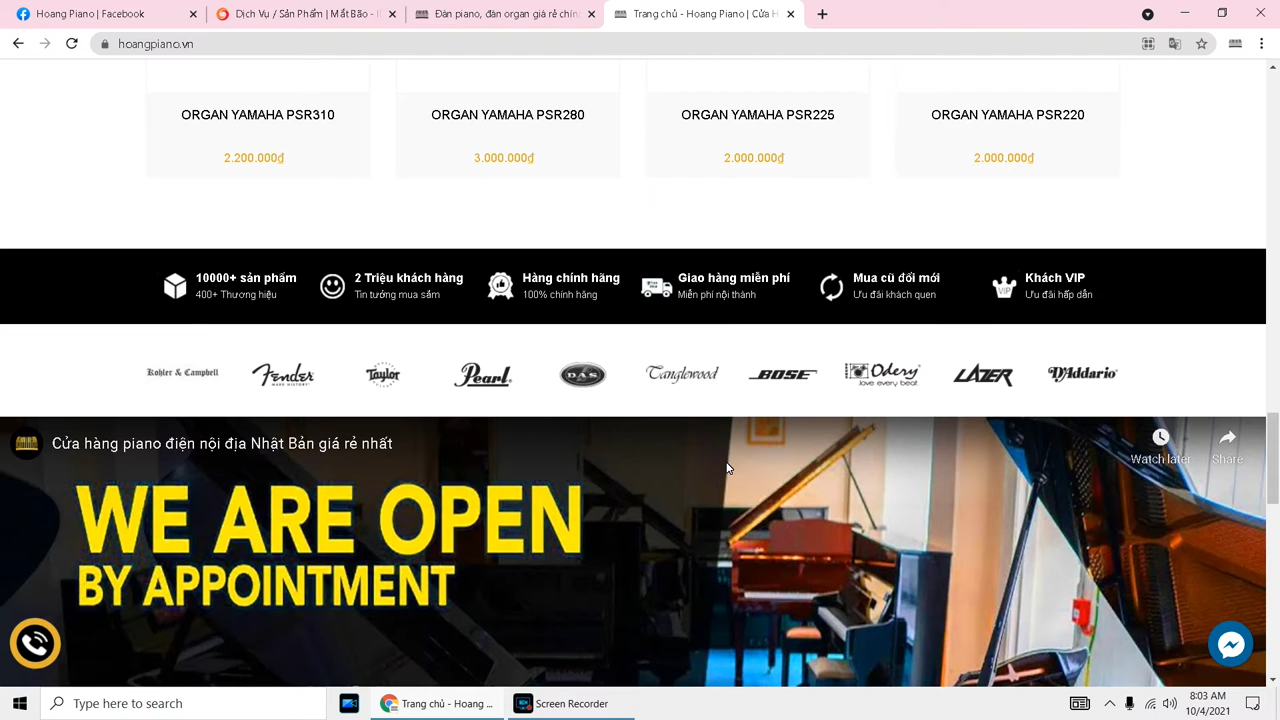 Facebook
Dịch Vụ / Sản Phẩm | Mắt Bão - I
Đàn piano, đàn organ giá rẻ chín
Trang chủ - Hoang Piano | Cửa H
hoangpiano.vn
ORGAN YAMAHA PSR310
ORGAN YAMAHA PSR280
ORGAN YAMAHA PSR225
ORGAN YAMAHA PSR220
2.200.000₫
3.000.000₫
2.000.000₫
2.000.000₫
10000+ sản phẩm
400+ Thương hiệu
2 Triệu khách hàng
Tin tưởng mua sắm
Hàng chính hãng
100% chính hãng
Giao hàng miễn phí
Miễn phí nội thành
Mua cũ đổi mới
Ưu đãi khách quen
VIP
Khách VIP
Ưu đãi hấp dẫn
Kohler & Campbell
Fender
MAKE HISTORY
Taylor
Pearl
DAS
Tanglewood
BOSE
Odery
love every beat
LAZER
D'Addario
Cửa hàng piano điện nội địa Nhật Bản giá rẻ nhất
Watch later
Share
WE ARE OPEN
BY APPOINTMENT
Type here to search
Trang chủ - Hoang ...
Screen Recorder
8:03 AM
10/4/2021